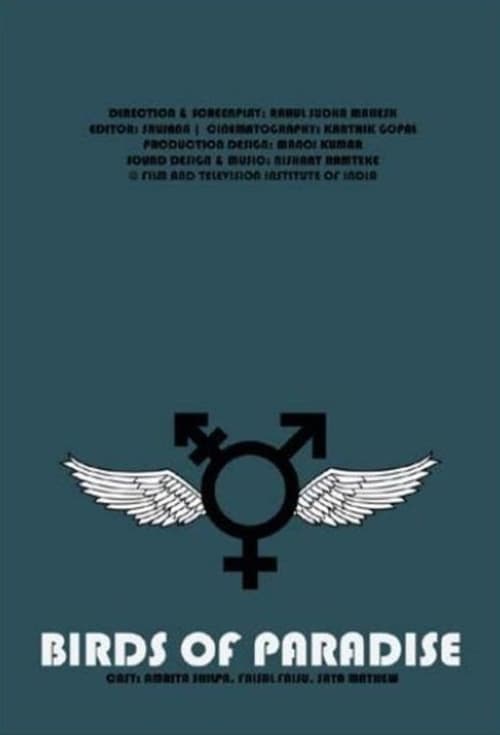 DIRECTION & SCREENPLAY: RAHUL SUDHA MAHESH
EDITOR: SRUJANA | CINEMATOGRAPHY: KARTHIK GOPAL
PRODUCTION DESIGN: MANOJ KUMAR
SOUND DESIGN & MUSIC: NISHANT RAMTEKE
© FILM AND TELEVISION INSTITUTE OF INDIA
BIRDS OF PARADISE
CAST: AMRITA SHILPA, FAISAL FAISU, JAYA MATHEW